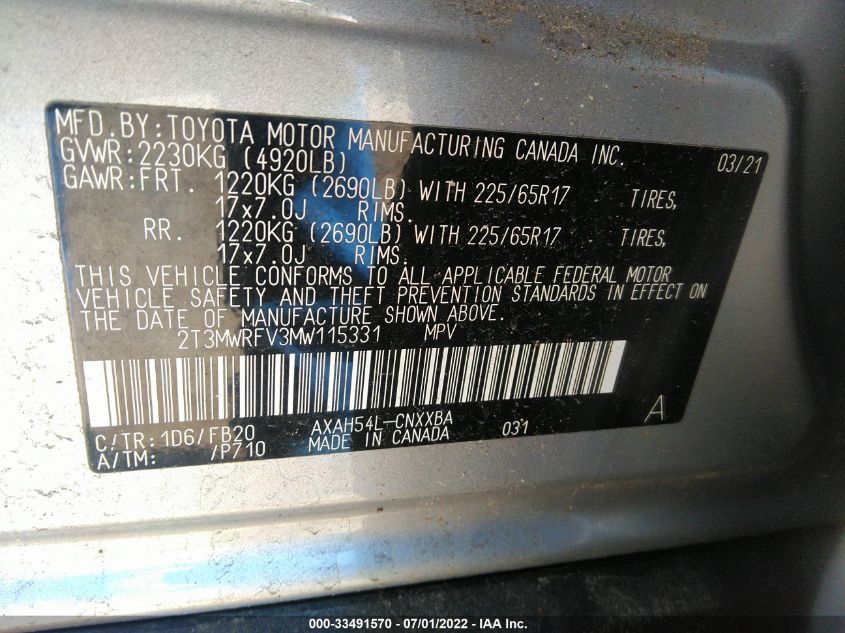 MFD. BY: TOYOTA MOTOR MANUFACTURING CANADA INC. 03/21
GVWR: 2230KG (4920LB)
GAWR: FRT. 1220KG (2690LB) WITH 225/65R17 TIRES,
17x7.0J RIMS.
RR. 1220KG (2690LB) WITH 225/65R17 TIRES,
17x7.0J RIMS.
THIS VEHICLE CONFORMS TO ALL APPLICABLE FEDERAL MOTOR
VEHICLE SAFETY AND THEFT PREVENTION STANDARDS IN EFFECT ON
THE DATE OF MANUFACTURE SHOWN ABOVE.
2T3MWRFV3MW115331 MPV
C/TR: 1D6/FB20 AXAH54L-CNXXBA 031 A
A/TM: /P710 MADE IN CANADA
000-33491570 - 07/01/2022 - IAA Inc.